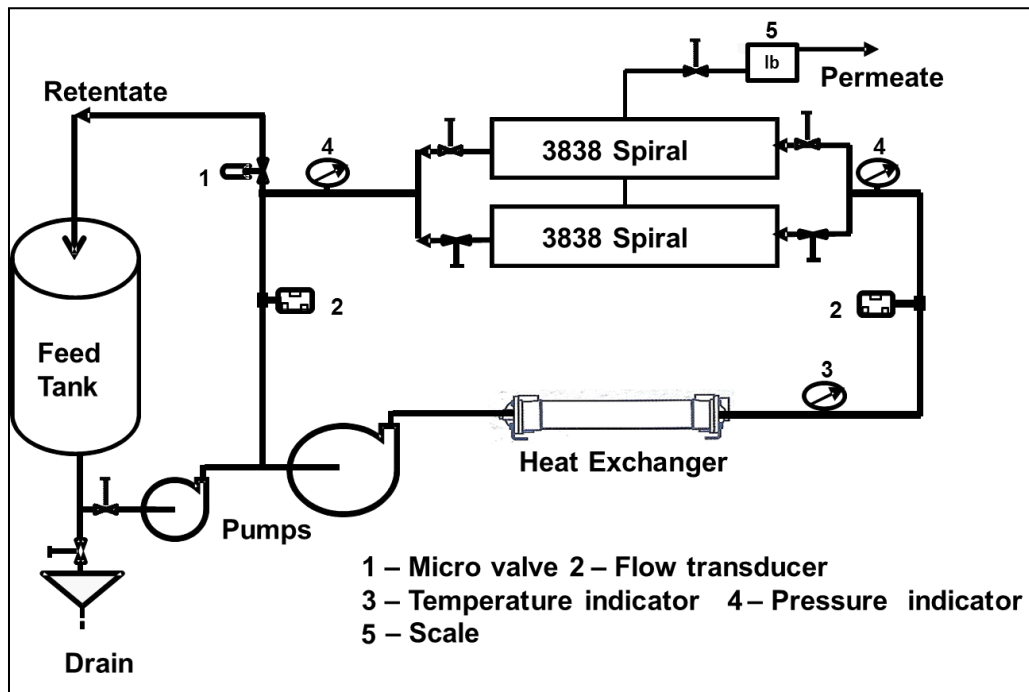 5
lb
Permeate
Retentate
4
3838 Spiral
4
1
3838 Spiral
2
2
Feed
Tank
3
Heat Exchanger
Pumps
1 – Micro valve 2 – Flow transducer
3 – Temperature indicator 4 – Pressure indicator
5 – Scale
Drain